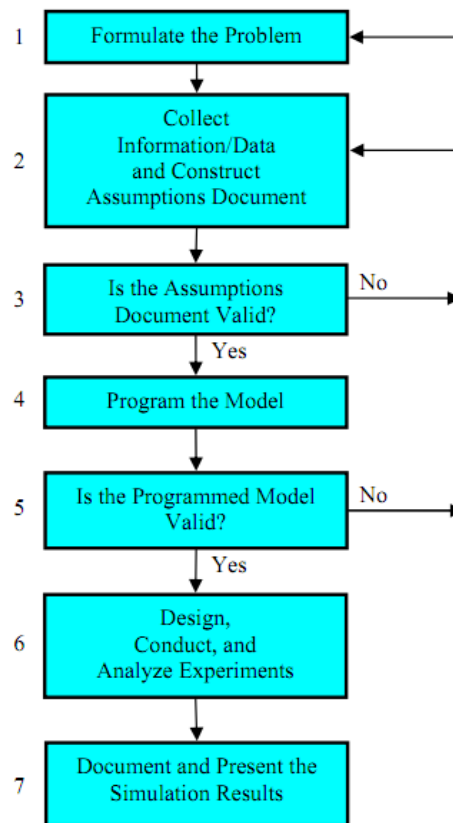 1
Formulate the Problem
2
Collect
Information/Data
and Construct
Assumptions Document
3
Is the Assumptions
Document Valid?
No
Yes
4
Program the Model
5
Is the Programmed Model
Valid?
No
Yes
6
Design,
Conduct, and
Analyze Experiments
7
Document and Present the
Simulation Results